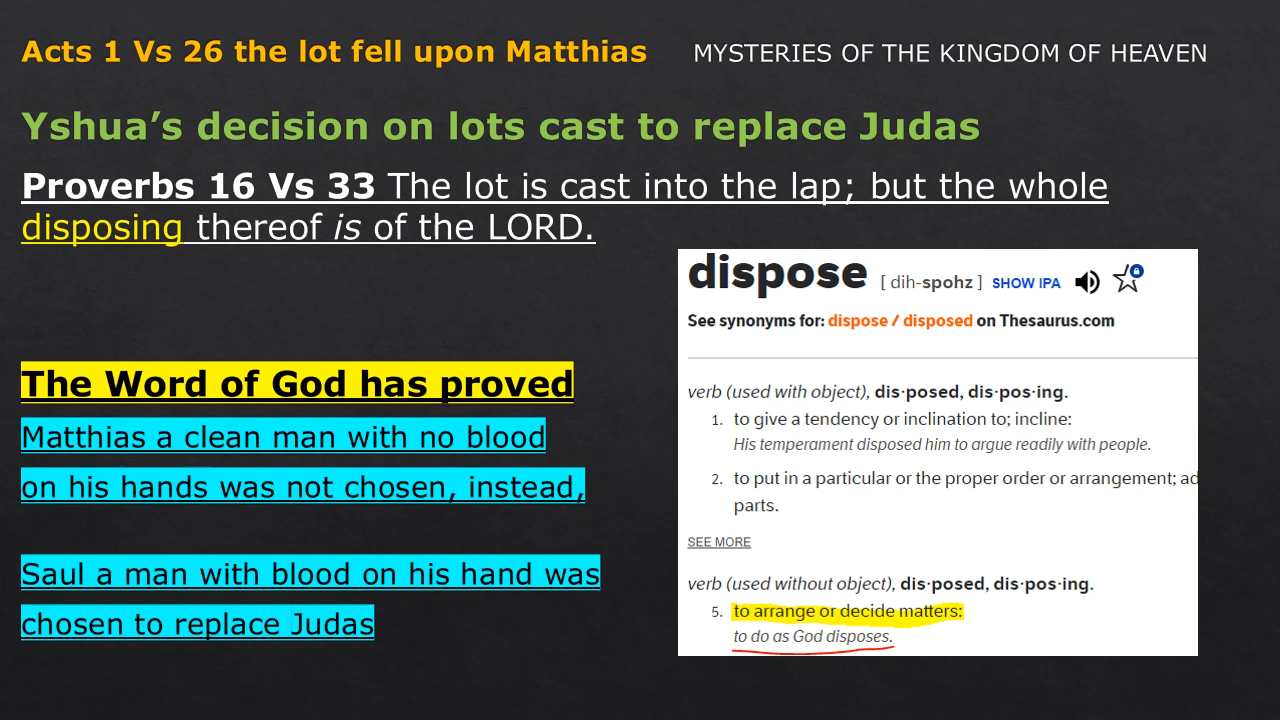 Acts 1 Vs 26 the lot fell upon Matthias MYSTERIES OF THE KINGDOM OF HEAVEN
Yshua’s decision on lots cast to replace Judas
Proverbs 16 Vs 33 The lot is cast into the lap; but the whole
disposing thereof is of the LORD.
The Word of God has proved
Matthias a clean man with no blood
on his hands was not chosen, instead,
Saul a man with blood on his hand was
chosen to replace Judas
dispose [ dih-spohz ] SHOW IPA
See synonyms for: dispose / disposed on Thesaurus.com
verb (used with object), dis·posed, dis·pos·ing.
1. to give a tendency or inclination to; incline:
His temperament disposed him to argue readily with people.
2. to put in a particular or the proper order or arrangement; ad
parts.
SEE MORE
verb (used without object), dis·posed, dis·pos·ing.
5. to arrange or decide matters:
to do as God disposes.